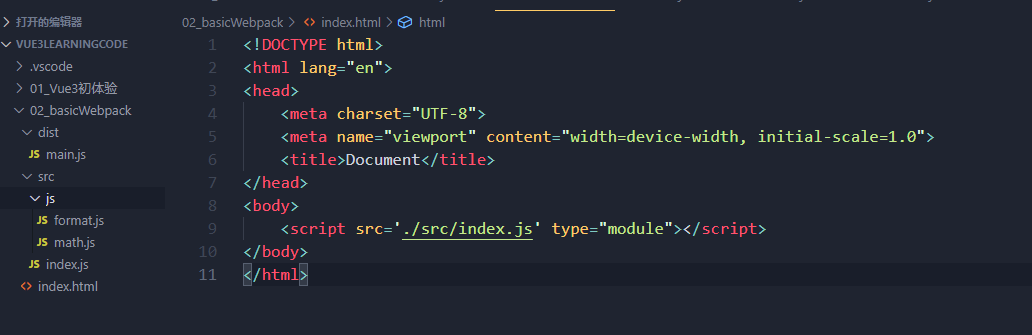 打开的编辑器
VUE3LEARNINGCODE
.vscode
01_Vue3初体验
02_basicWebpack
dist
JS main.js
src
js
JS format.js
JS math.js
JS index.js
<> index.html
02_basicWebpack > <> index.html > html
1 <!DOCTYPE html>
2 <html lang="en">
3 <head>
4 <meta charset="UTF-8">
5 <meta name="viewport" content="width=device-width, initial-scale=1.0">
6 <title>Document</title>
7 </head>
8 <body>
9 <script src='./src/index.js' type="module"></script>
10 </body>
11 </html>